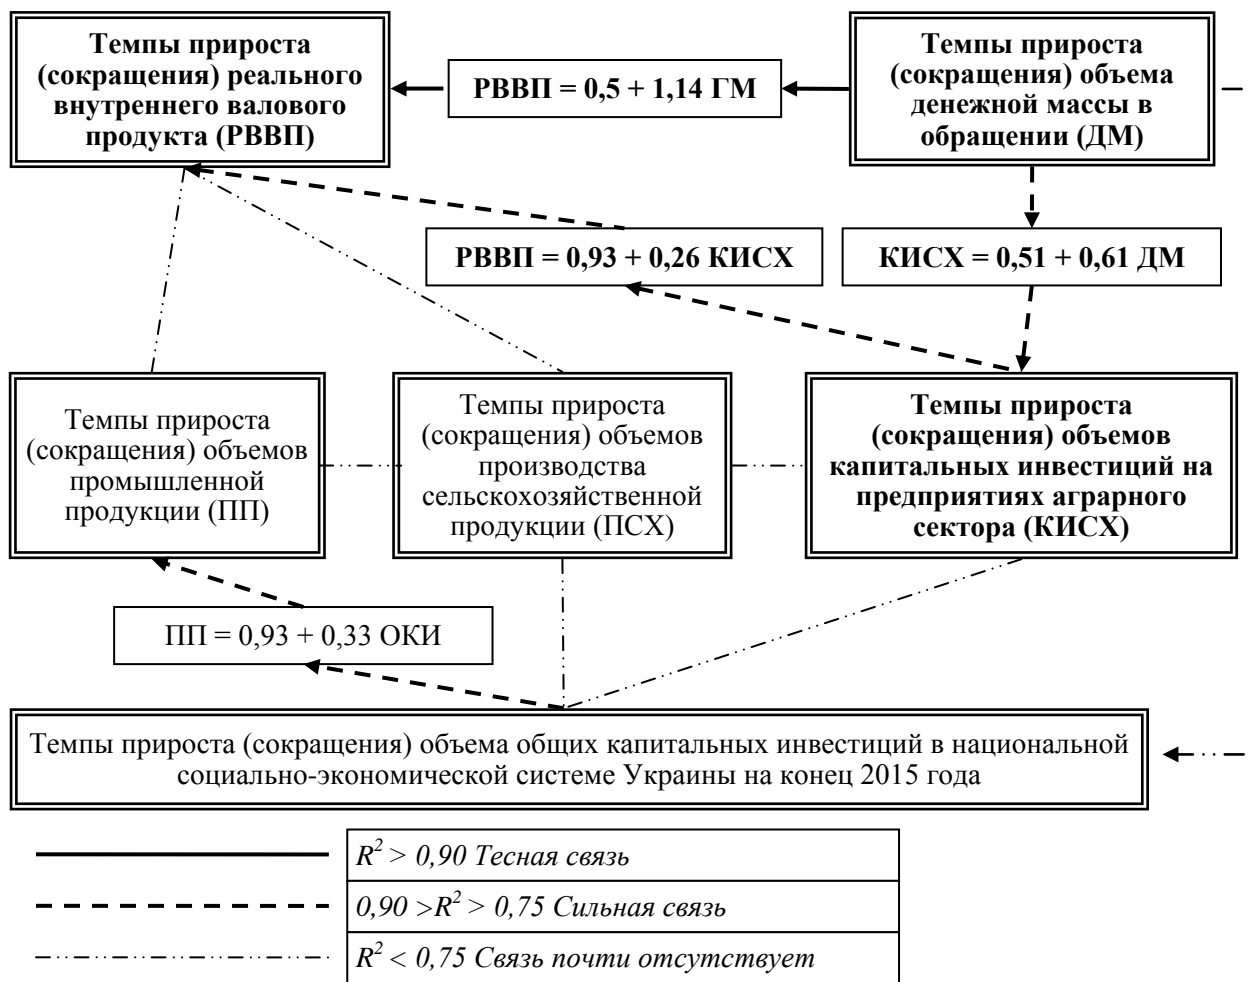 Темпы прироста
(сокращения) реального
внутреннего валового
продукта (РВВП)
РВВП = 0,5 + 1,14 ГМ
Темпы прироста
(сокращения) объема
денежной массы в
обращении (ДМ)
РВВП = 0,93 + 0,26 КИСХ
КИСХ = 0,51 + 0,61 ДМ
Темпы прироста
(сокращения) объемов
промышленной
продукции (ПП)
Темпы прироста
(сокращения) объемов
производства
сельскохозяйственной
продукции (ПСХ)
Темпы прироста
(сокращения) объемов
капитальных инвестиций на
предприятиях аграрного
сектора (КИСХ)
ПП = 0,93 + 0,33 ОКИ
Темпы прироста (сокращения) объема общих капитальных инвестиций в национальной
социально-экономической системе Украины на конец 2015 года
R² > 0,90 Тесная связь
0,90 >R² > 0,75 Сильная связь
R² < 0,75 Связь почти отсутствует